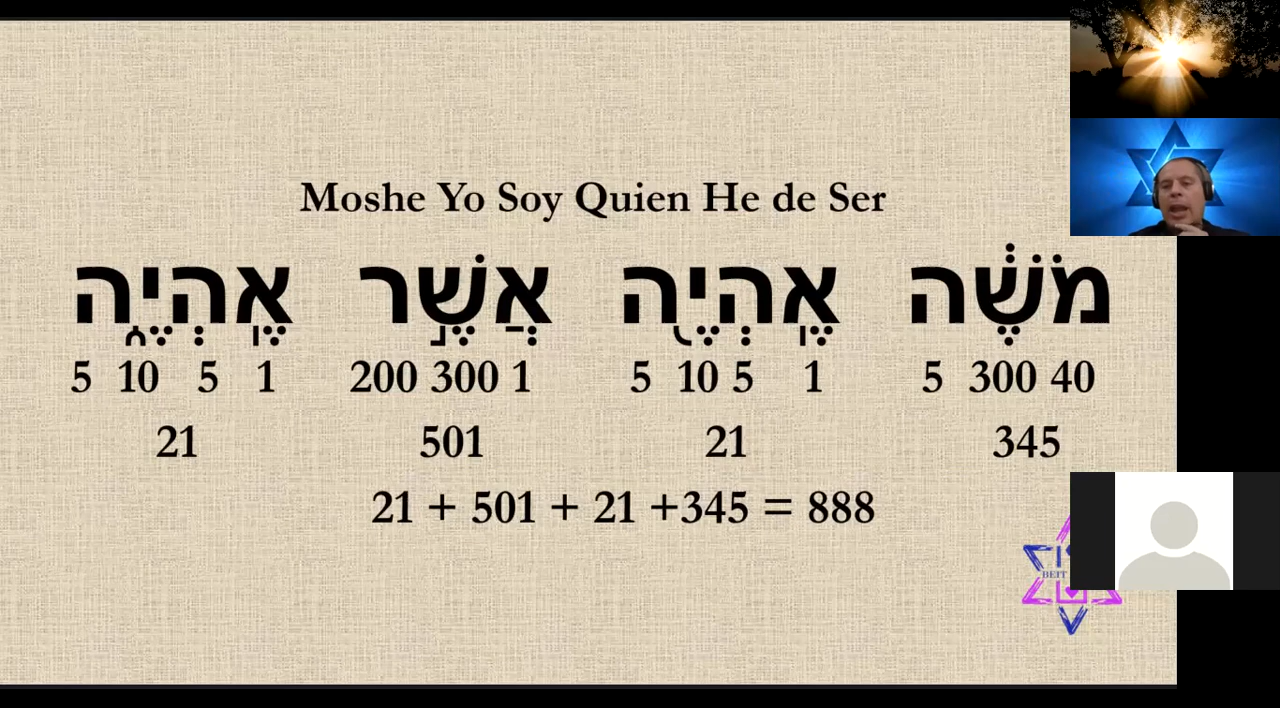 Moshe Yo Soy Quien He de Ser
מֹשֶׁ֔ה אֶֽהְיֶ֖ה אֲשֶׁ֣ר אֶֽהְיֶ֑ה
5 10 5 1 200 300 1 5 10 5 1 5 300 40
21 501 21 345
21 + 501 + 21 +345 = 888
BEIT